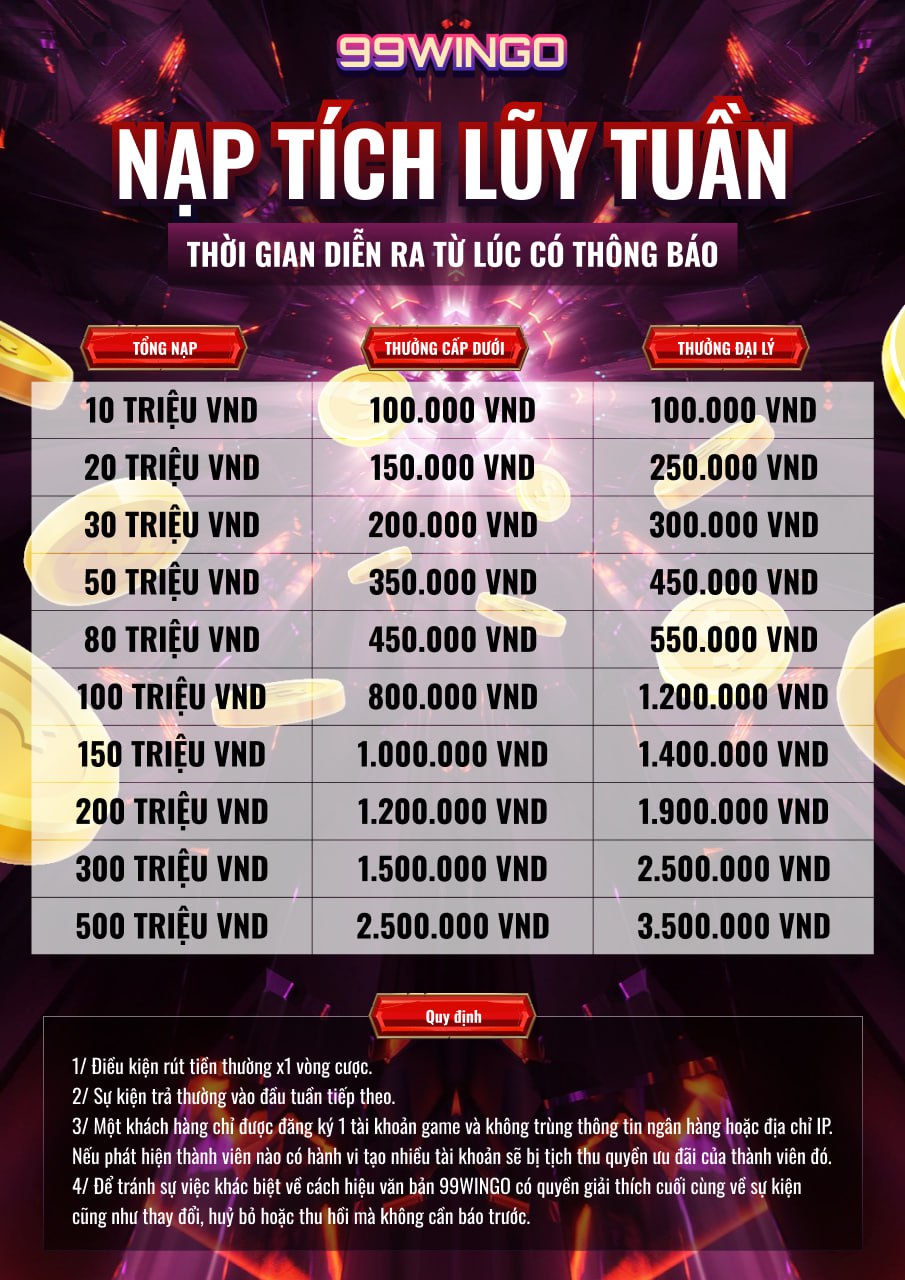 99WINGO
NẠP TÍCH LŨY TUẦN
THỜI GIAN DIỄN RA TỪ LÚC CÓ THÔNG BÁO
TỔNG NẠP THƯỞNG CẤP DƯỚI THƯỞNG ĐẠI LÝ
10 TRIỆU VND 100.000 VND 100.000 VND
20 TRIỆU VND 150.000 VND 250.000 VND
30 TRIỆU VND 200.000 VND 300.000 VND
50 TRIỆU VND 350.000 VND 450.000 VND
80 TRIỆU VND 450.000 VND 550.000 VND
100 TRIỆU VND 800.000 VND 1.200.000 VND
150 TRIỆU VND 1.000.000 VND 1.400.000 VND
200 TRIỆU VND 1.200.000 VND 1.900.000 VND
300 TRIỆU VND 1.500.000 VND 2.500.000 VND
500 TRIỆU VND 2.500.000 VND 3.500.000 VND
Quy định
1/ Điều kiện rút tiền thưởng x1 vòng cược.
2/ Sự kiện trả thưởng vào đầu tuần tiếp theo.
3/ Một khách hàng chỉ được đăng ký 1 tài khoản game và không trùng thông tin ngân hàng hoặc địa chỉ IP.
Nếu phát hiện thành viên nào có hành vi tạo nhiều tài khoản sẽ bị tịch thu quyền ưu đãi của thành viên đó.
4/ Để tránh sự việc khác biệt về cách hiệu văn bản 99WINGO có quyền giải thích cuối cùng về sự kiện
cũng như thay đổi, huỷ bỏ hoặc thu hồi mà không cần báo trước.